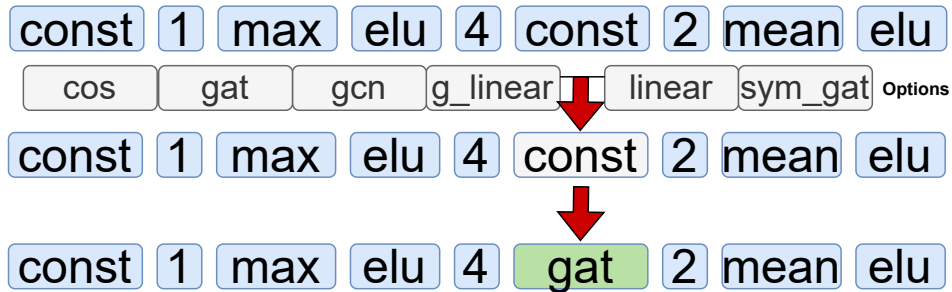 const 1 max elu 4 const 2 mean elu
cos gat gcn g_linear linear sym_gat Options
const 1 max elu 4 const 2 mean elu
const 1 max elu 4 gat 2 mean elu